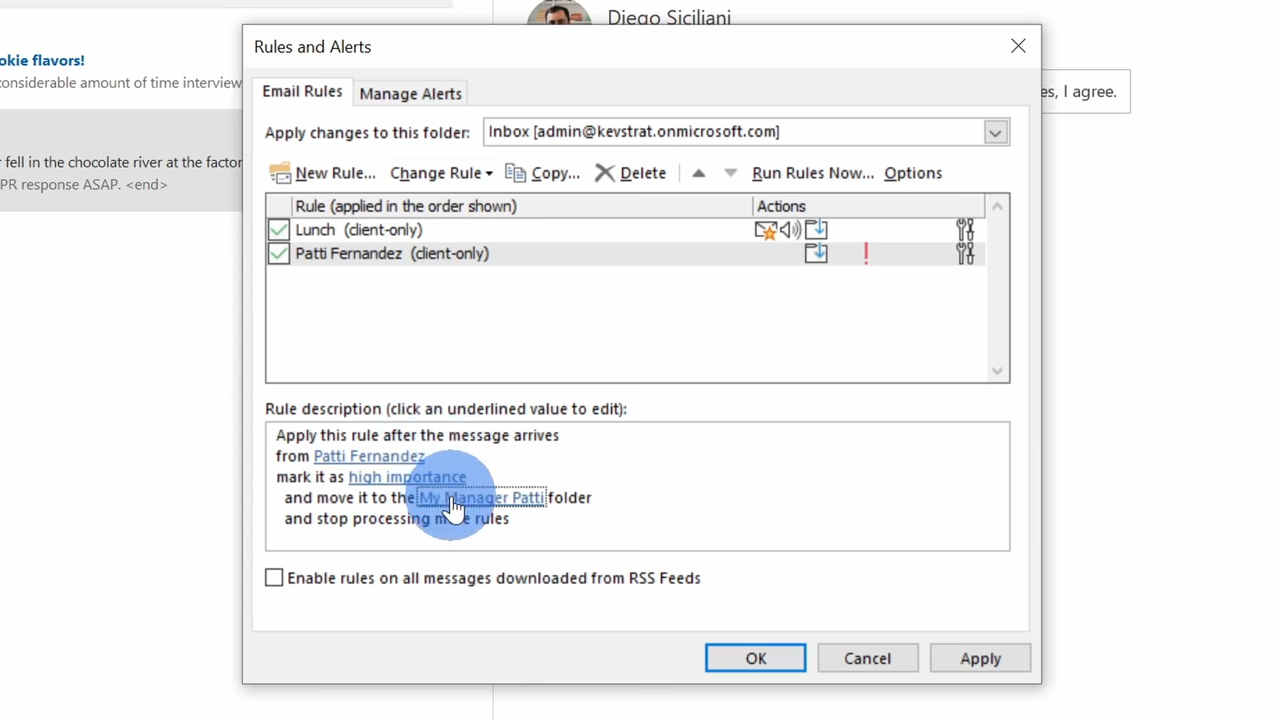 Diego Siciliani
Rules and Alerts
okie flavors!
considerable amount of time interview
Email Rules
Manage Alerts
es, I agree.
Apply changes to this folder:
Inbox [admin@kevstrat.onmicrosoft.com]
fell in the chocolate river at the factor
PR response ASAP. <end>
New Rule... Change Rule Copy... Delete Run Rules Now... Options
Rule (applied in the order shown) Actions
Lunch (client-only)
Patti Fernandez (client-only)
Rule description (click an underlined value to edit):
Apply this rule after the message arrives
from Patti Fernandez
mark it as high importance
and move it to the My Manager Patti folder
and stop processing more rules
Enable rules on all messages downloaded from RSS Feeds
OK Cancel Apply